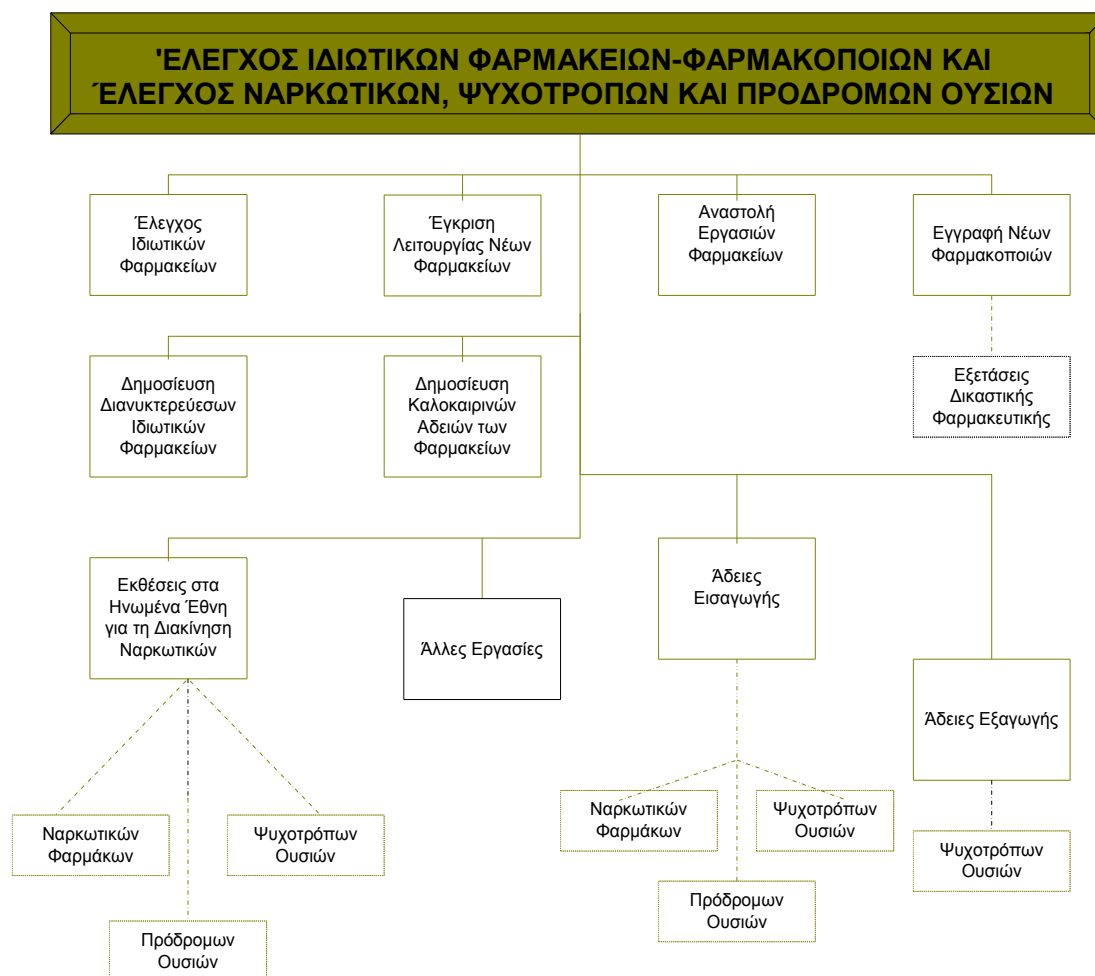 'ΕΛΕΓΧΟΣ ΙΔΙΩΤΙΚΩΝ ΦΑΡΜΑΚΕΙΩΝ-ΦΑΡΜΑΚΟΠΟΙΩΝ ΚΑΙ
ΈΛΕΓΧΟΣ ΝΑΡΚΩΤΙΚΩΝ, ΨΥΧΟΤΡΟΠΩΝ ΚΑΙ ΠΡΟΔΡΟΜΩΝ ΟΥΣΙΩΝ
Έλεγχος
Ιδιωτικών
Φαρμακείων
Έγκριση
Λειτουργίας Νέων
Φαρμακείων
Αναστολή
Εργασιών
Φαρμακείων
Εγγραφή Νέων
Φαρμακοποιών
Δημοσίευση
Διανυκτερεύεσων
Ιδιωτικών
Φαρμακείων
Δημοσίευση
Καλοκαιρινών
Αδειών των
Φαρμακείων
Εξετάσεις
Δικαστικής
Φαρμακευτικής
Εκθέσεις στα
Ηνωμένα Έθνη
για τη Διακίνηση
Ναρκωτικών
Άλλες Εργασίες
Άδειες
Εισαγωγής
Άδειες Εξαγωγής
Ναρκωτικών
Φαρμάκων
Ψυχοτρόπων
Ουσιών
Πρόδρομων
Ουσιών
Ναρκωτικών
Φαρμάκων
Ψυχοτρόπων
Ουσιών
Πρόδρομων
Ουσιών
Ψυχοτρόπων
Ουσιών